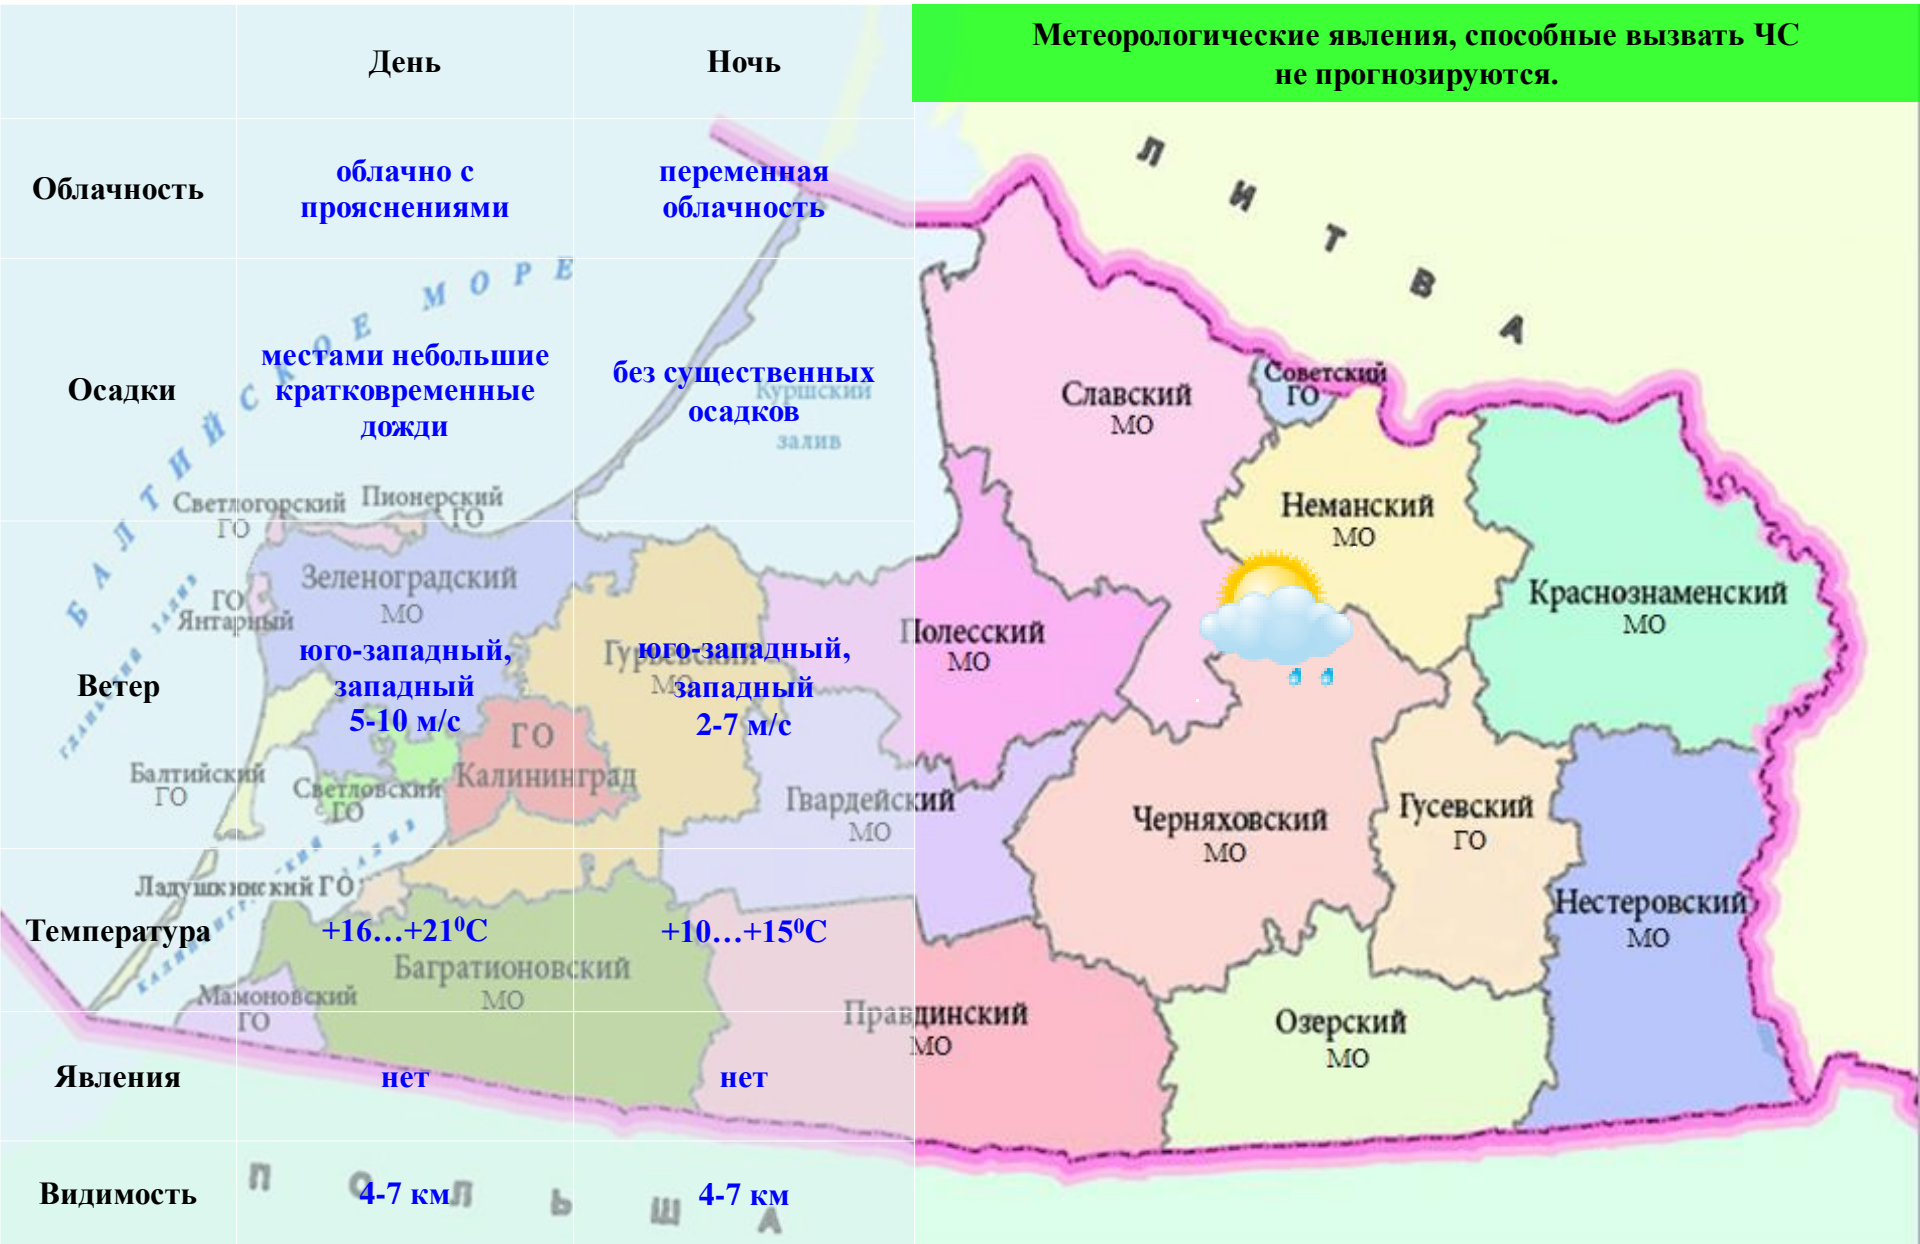 День
Ночь
Метеорологические явления, способные вызвать ЧС
не прогнозируются.
Облачность
облачно с
прояснениями
переменная
облачность
Осадки
местами небольшие
кратковременные
дожди
без существенных
осадков
Ветер
юго-западный,
западный
5-10 м/с
юго-западный,
западный
2-7 м/с
Температура
+16…+21⁰С
+10…+15⁰С
Явления
нет
нет
Видимость
4-7 км
4-7 км
БАЛТИЙСКОЕ МОРЕ
ЛИТВА
ПОЛЬША
Куршский
залив
Светлогорский
ГО
Пионерский
ГО
Зеленоградский
МО
ГО
Янтарный
Гурьевский
МО
ГО
Калининград
Балтийский
ГО
Светловский
ГО
Ладушкинский ГО
Мамоновский
ГО
Багратионовский
МО
Полесский
МО
Гвардейский
МО
Правдинский
МО
Славский
МО
Советский
ГО
Неманский
МО
Краснознаменский
МО
Черняховский
МО
Гусевский
ГО
Нестеровский
МО
Озерский
МО